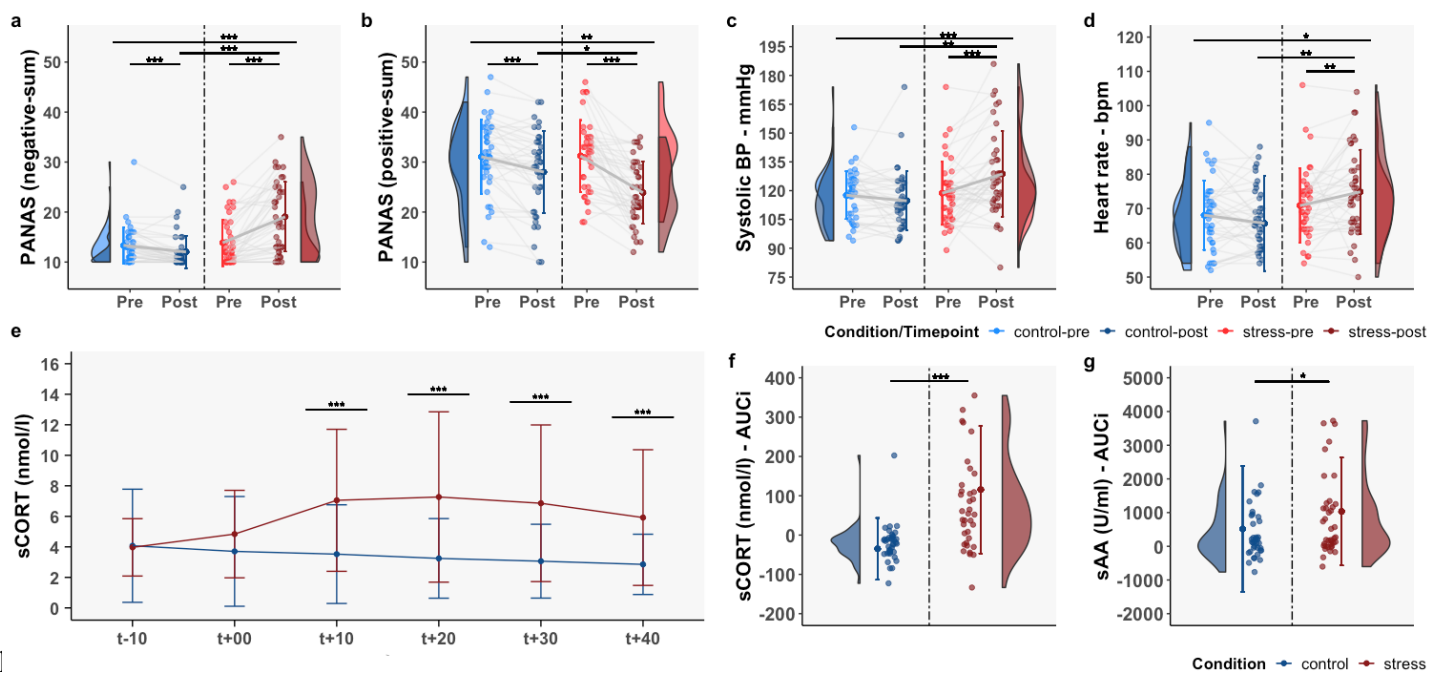 a
b
c
d
PANAS (negative-sum)
50
40
30
20
10
***
***
***
***
Pre
Post
Pre
Post
PANAS (positive-sum)
50
40
30
20
10
**
*
***
***
Pre
Post
Pre
Post
Systolic BP - mmHg
195
180
165
150
135
120
105
90
75
***
**
***
Pre
Post
Pre
Post
Heart rate - bpm
120
110
100
90
80
70
60
50
*
**
**
Pre
Post
Pre
Post
Condition/Timepoint control-pre control-post stress-pre stress-post
e
sCORT (nmol/l)
16
14
12
10
8
6
4
2
0
***
***
***
***
t-10
t+00
t+10
t+20
t+30
t+40
f
sCORT (nmol/l) - AUCi
400
300
200
100
0
-100
-200
***
g
sAA (U/ml) - AUCi
5000
4000
3000
2000
1000
0
-1000
-2000
*
Condition control stress